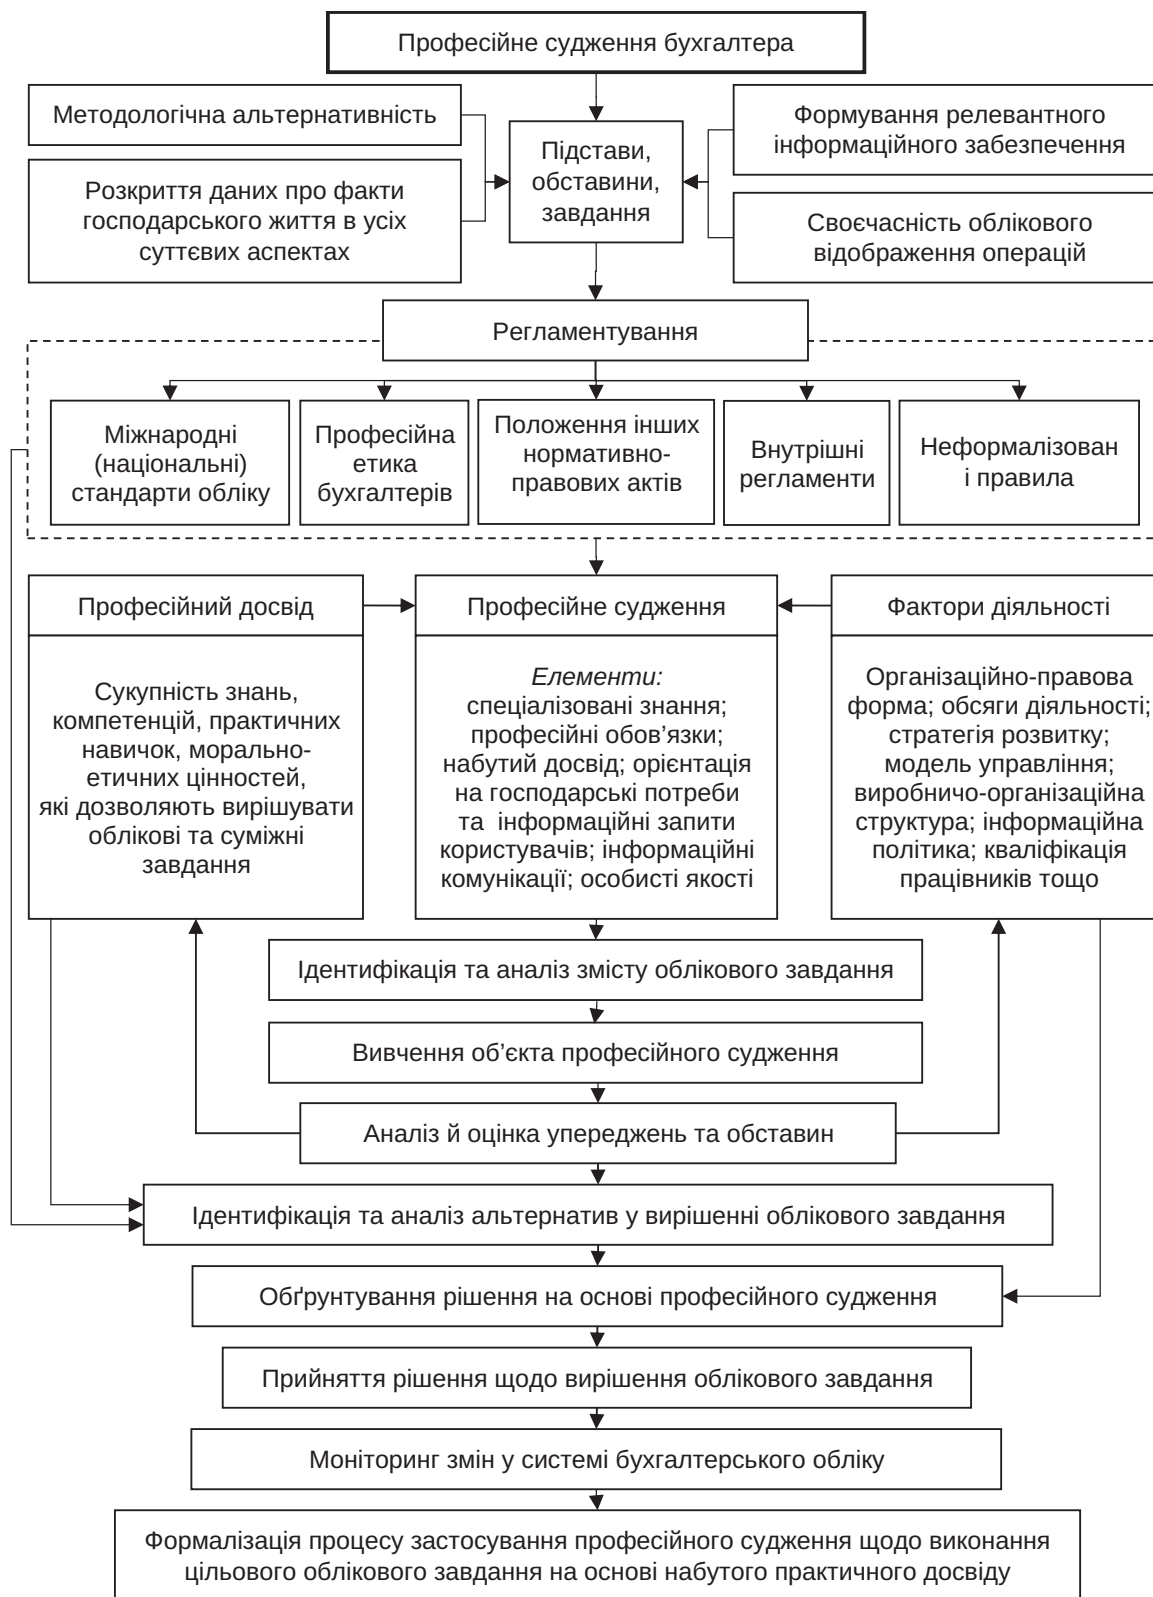 Професійне судження бухгалтера
Методологічна альтернативність
Розкриття даних про факти
господарського життя в усіх
суттєвих аспектах
Підстави,
обставини,
завдання
Формування релевантного
інформаційного забезпечення
Своєчасність облікового
відображення операцій
Регламентування
Міжнародні
(національні)
стандарти обліку
Професійна
етика
бухгалтерів
Положення інших
нормативно-
правових актів
Внутрішні
регламенти
Неформалізован
і правила
Професійний досвід
Сукупність знань,
компетенцій, практичних
навичок, морально-
етичних цінностей,
які дозволяють вирішувати
облікові та суміжні
завдання
Професійне судження
Елементи:
спеціалізовані знання;
професійні обов’язки;
набутий досвід; орієнтація
на господарські потреби
та інформаційні запити
користувачів; інформаційні
комунікації; особисті якості
Фактори діяльності
Організаційно-правова
форма; обсяги діяльності;
стратегія розвитку;
модель управління;
виробничо-організаційна
структура; інформаційна
політика; кваліфікація
працівників тощо
Ідентифікація та аналіз змісту облікового завдання
Вивчення об’єкта професійного судження
Аналіз й оцінка упереджень та обставин
Ідентифікація та аналіз альтернатив у вирішенні облікового завдання
Обґрунтування рішення на основі професійного судження
Прийняття рішення щодо вирішення облікового завдання
Моніторинг змін у системі бухгалтерського обліку
Формалізація процесу застосування професійного судження щодо виконання
цільового облікового завдання на основі набутого практичного досвіду